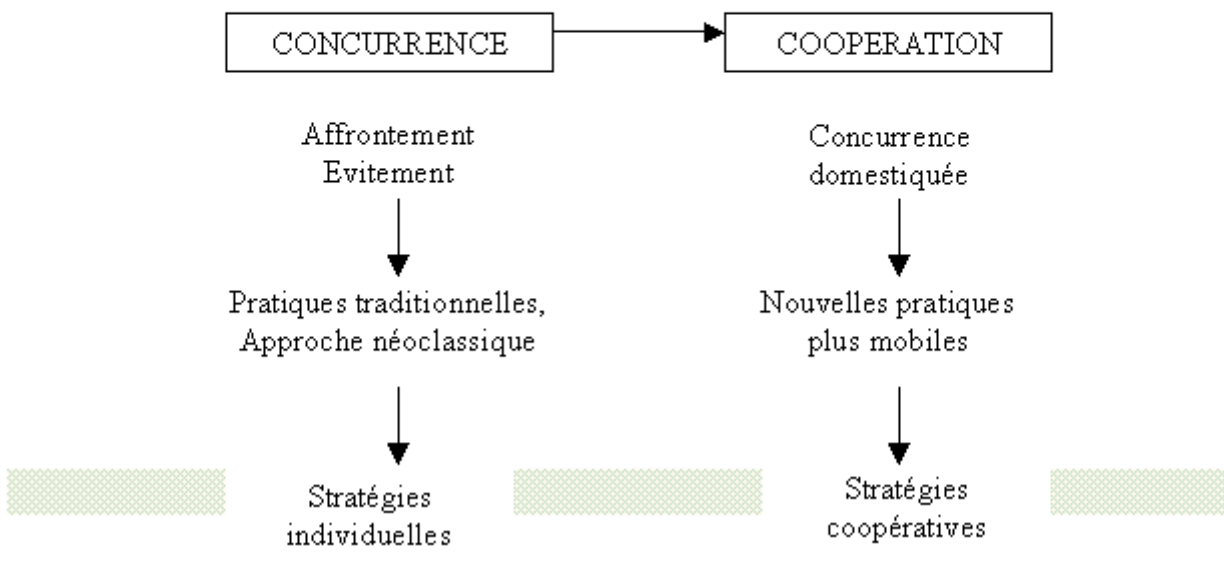 CONCURRENCE
COOPERATION
Affrontement
Evitement
Concurrence
domestiquée
Pratiques traditionnelles,
Approche néoclassique
Nouvelles pratiques
plus mobiles
Stratégies
individuelles
Stratégies
coopératives